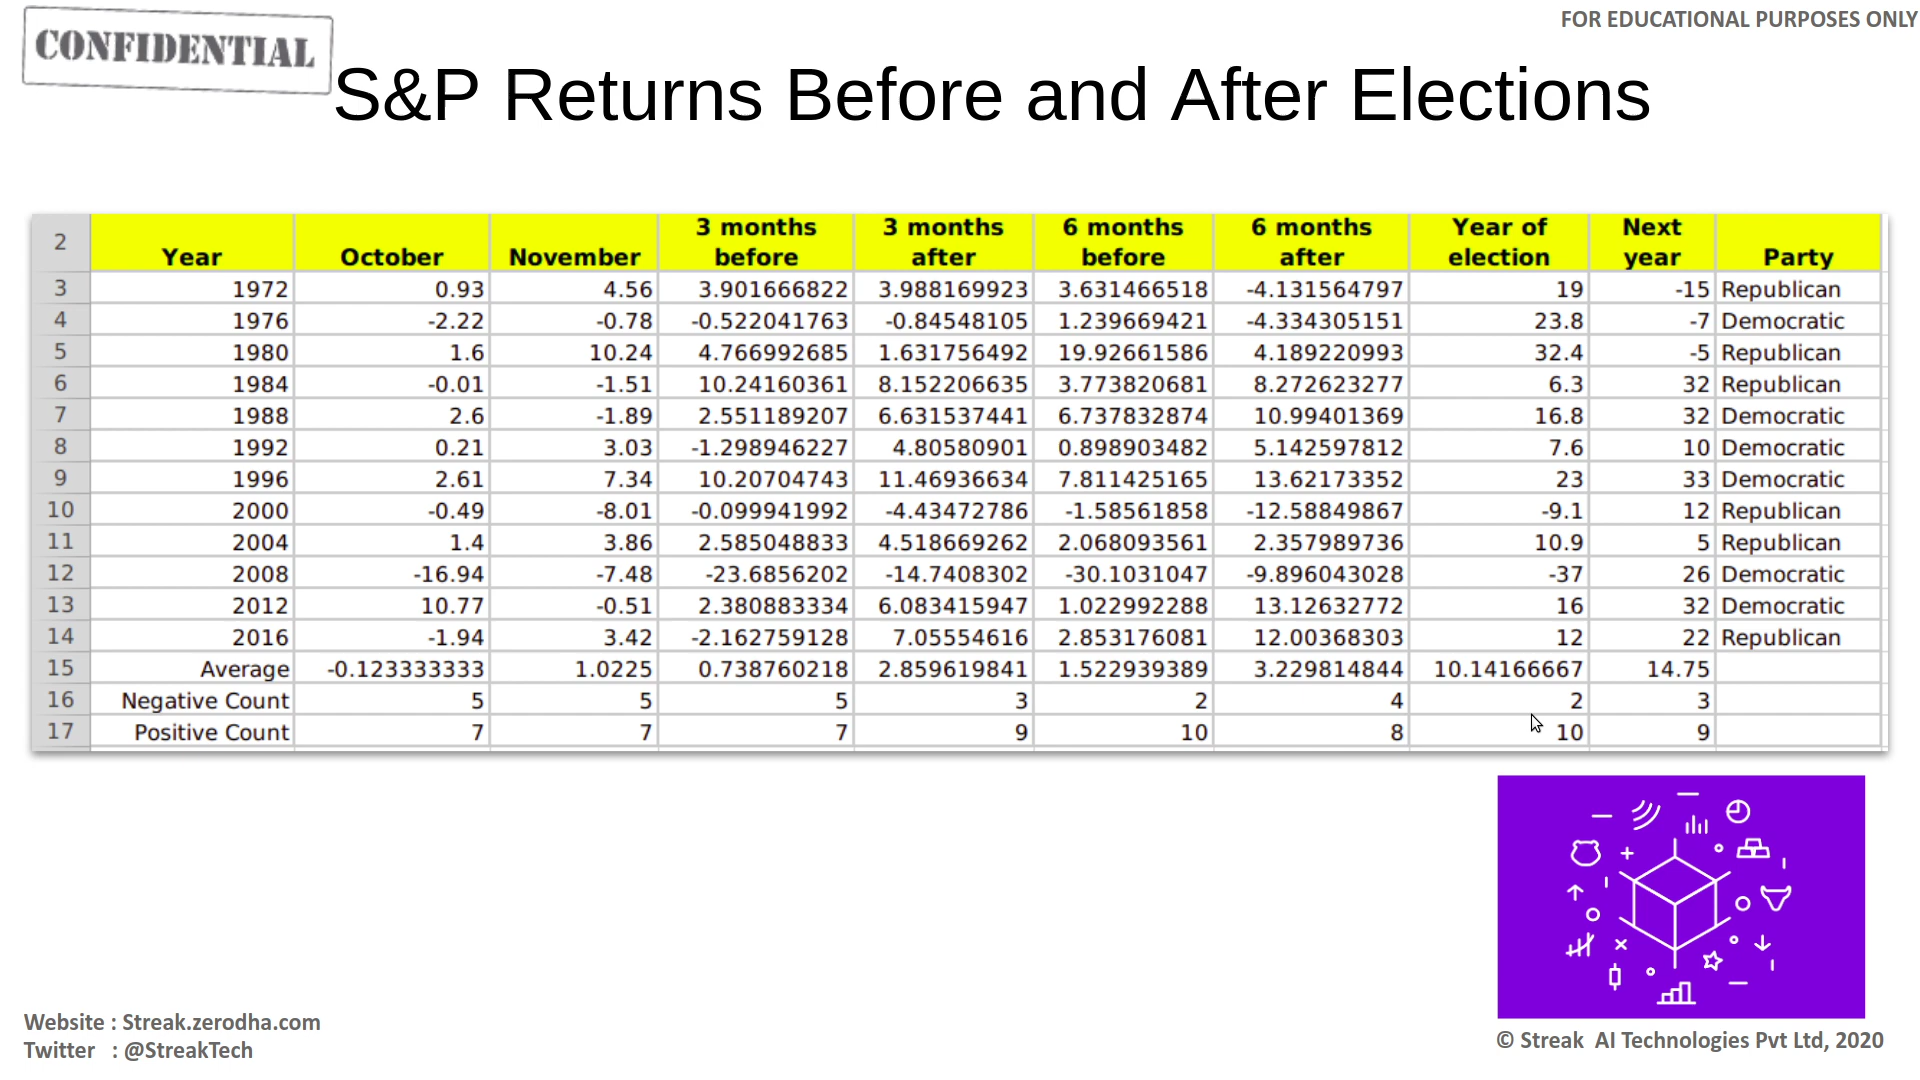 CONFIDENTIAL
FOR EDUCATIONAL PURPOSES ONLY
S&P Returns Before and After Elections
2 Year October November 3 months before 3 months after 6 months before 6 months after Year of election Next year Party
3 1972 0.93 4.56 3.901666822 3.988169923 3.631466518 -4.131564797 19 -15 Republican
4 1976 -2.22 -0.78 -0.522041763 -0.84548105 1.239669421 -4.334305151 23.8 -7 Democratic
5 1980 1.6 10.24 4.766992685 1.631756492 19.92661586 4.189220993 32.4 -5 Republican
6 1984 -0.01 -1.51 10.24160361 8.152206635 3.773820681 8.272623277 6.3 32 Republican
7 1988 2.6 -1.89 2.551189207 6.631537441 6.737832874 10.99401369 16.8 32 Democratic
8 1992 0.21 3.03 -1.298946227 4.80580901 0.898903482 5.142597812 7.6 10 Democratic
9 1996 2.61 7.34 10.20704743 11.46936634 7.811425165 13.62173352 23 33 Democratic
10 2000 -0.49 -8.01 -0.099941992 -4.43472786 -1.58561858 -12.58849867 -9.1 12 Republican
11 2004 1.4 3.86 2.585048833 4.518669262 2.068093561 2.357989736 10.9 5 Republican
12 2008 -16.94 -7.48 -23.6856202 -14.7408302 -30.1031047 -9.896043028 -37 26 Democratic
13 2012 10.77 -0.51 2.380883334 6.083415947 1.022992288 13.12632772 16 32 Democratic
14 2016 -1.94 3.42 -2.162759128 7.05554616 2.853176081 12.00368303 12 22 Republican
15 Average -0.123333333 1.0225 0.738760218 2.859619841 1.522939389 3.229814844 10.14166667 14.75
16 Negative Count 5 5 5 3 2 4 2 3
17 Positive Count 7 7 7 9 10 8 10 9
Website : Streak.zerodha.com
Twitter : @StreakTech
© Streak AI Technologies Pvt Ltd, 2020